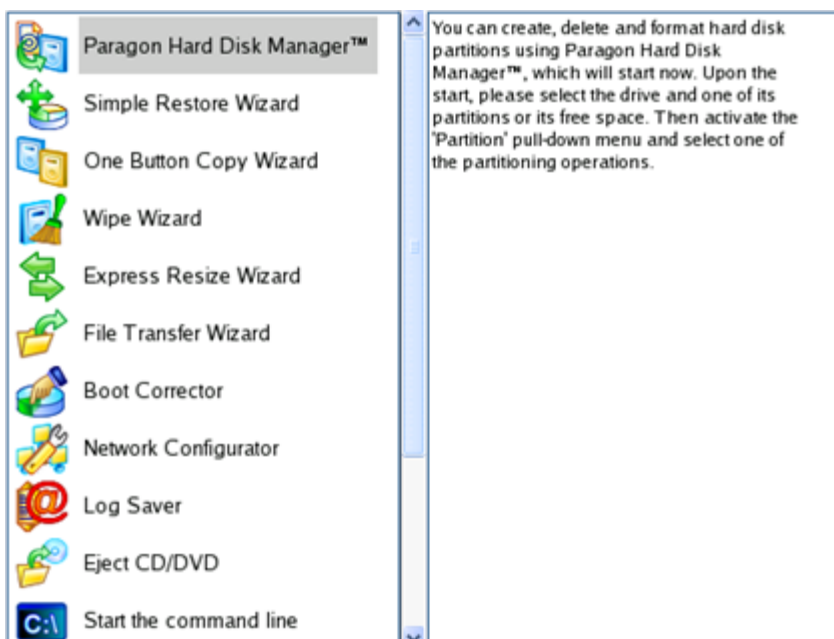 Paragon Hard Disk Manager™
Simple Restore Wizard
One Button Copy Wizard
Wipe Wizard
Express Resize Wizard
File Transfer Wizard
Boot Corrector
Network Configurator
Log Saver
Eject CD/DVD
C:\
Start the command line
You can create, delete and format hard disk
partitions using Paragon Hard Disk
Manager™, which will start now. Upon the
start, please select the drive and one of its
partitions or its free space. Then activate the
"Partition" pull-down menu and select one of
the partitioning operations.